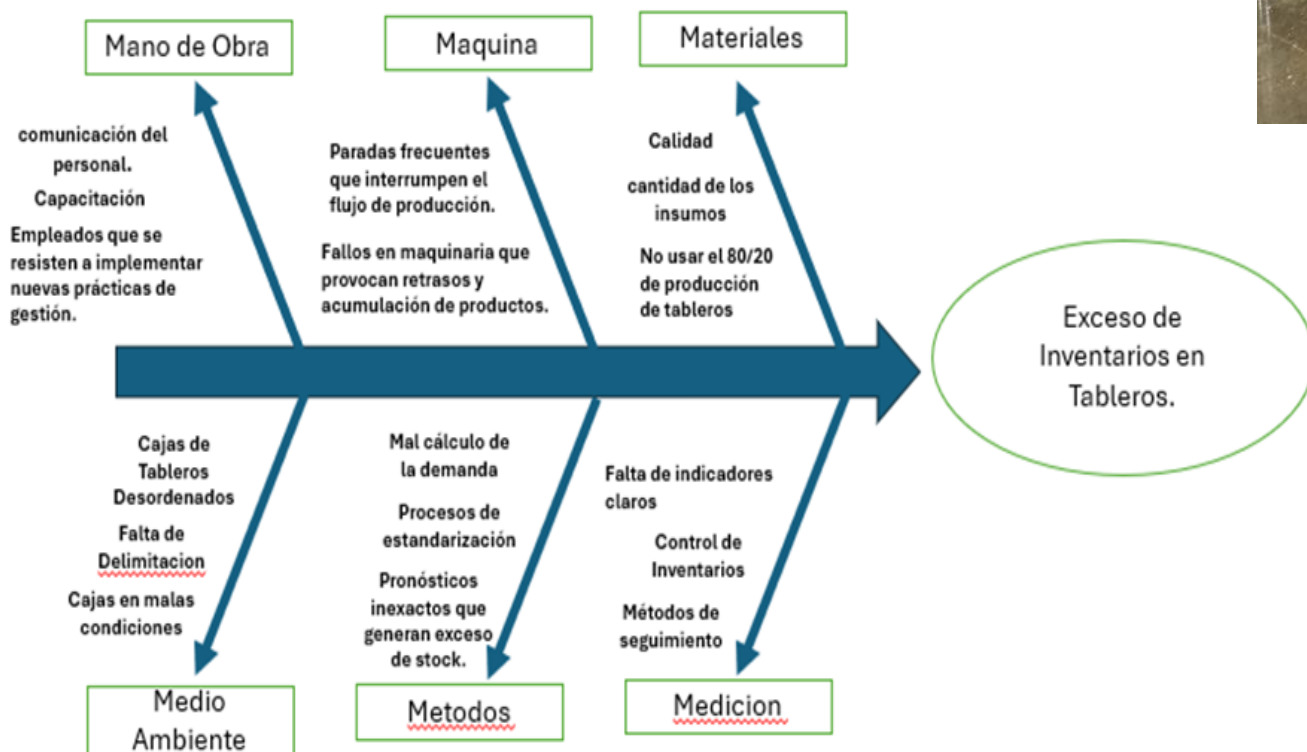 Mano de Obra
comunicación del
personal.
Capacitación
Empleados que se
resisten a implementar
nuevas prácticas de
gestión.
Maquina
Paradas frecuentes
que interrumpen el
flujo de producción.
Fallos en maquinaria que
provocan retrasos y
acumulación de productos.
Materiales
Calidad
cantidad de los
insumos
No usar el 80/20
de producción
de tableros
Exceso de
Inventarios en
Tableros.
Cajas de
Tableros
Desordenados
Falta de
Delimitacion
Cajas en malas
condiciones
Medio
Ambiente
Mal cálculo de
la demanda
Procesos de
estandarización
Pronósticos
inexactos que
generan exceso
de stock.
Metodos
Falta de indicadores
claros
Control de
Inventarios
Métodos de
seguimiento
Medicion